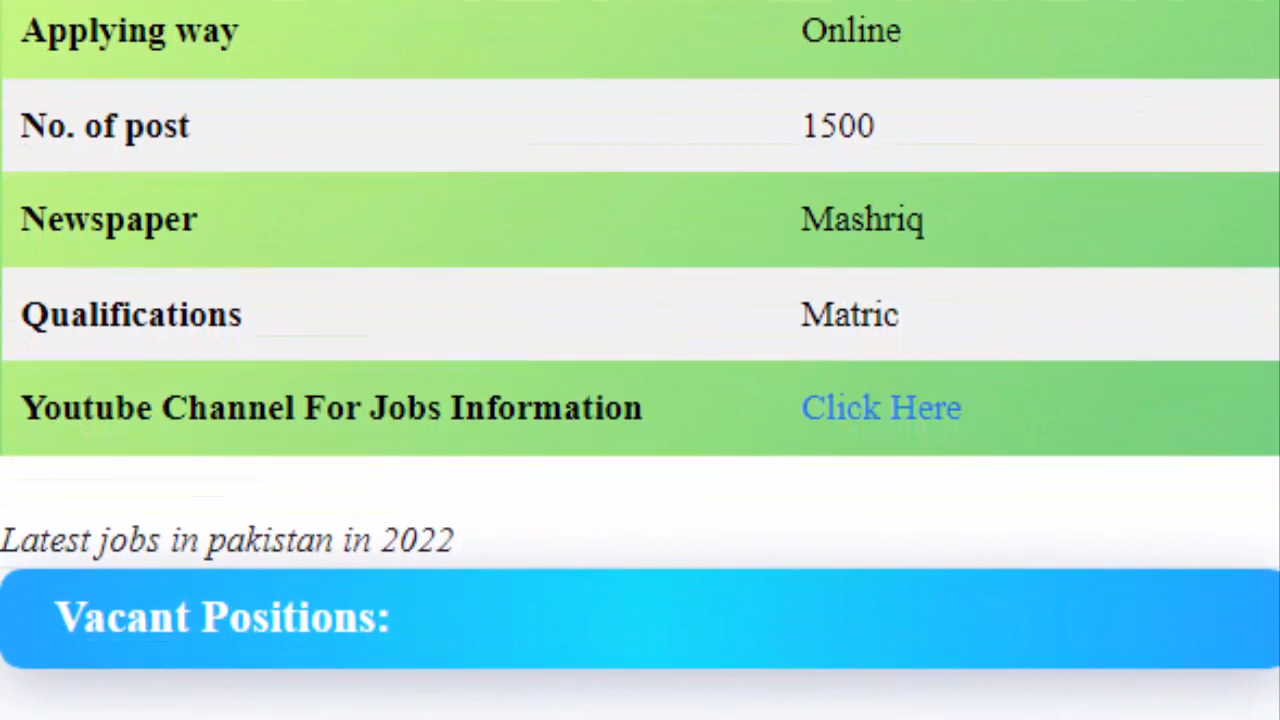 Applying way Online
No. of post 1500
Newspaper Mashriq
Qualifications Matric
Youtube Channel For Jobs Information Click Here
Latest jobs in pakistan in 2022
Vacant Positions: